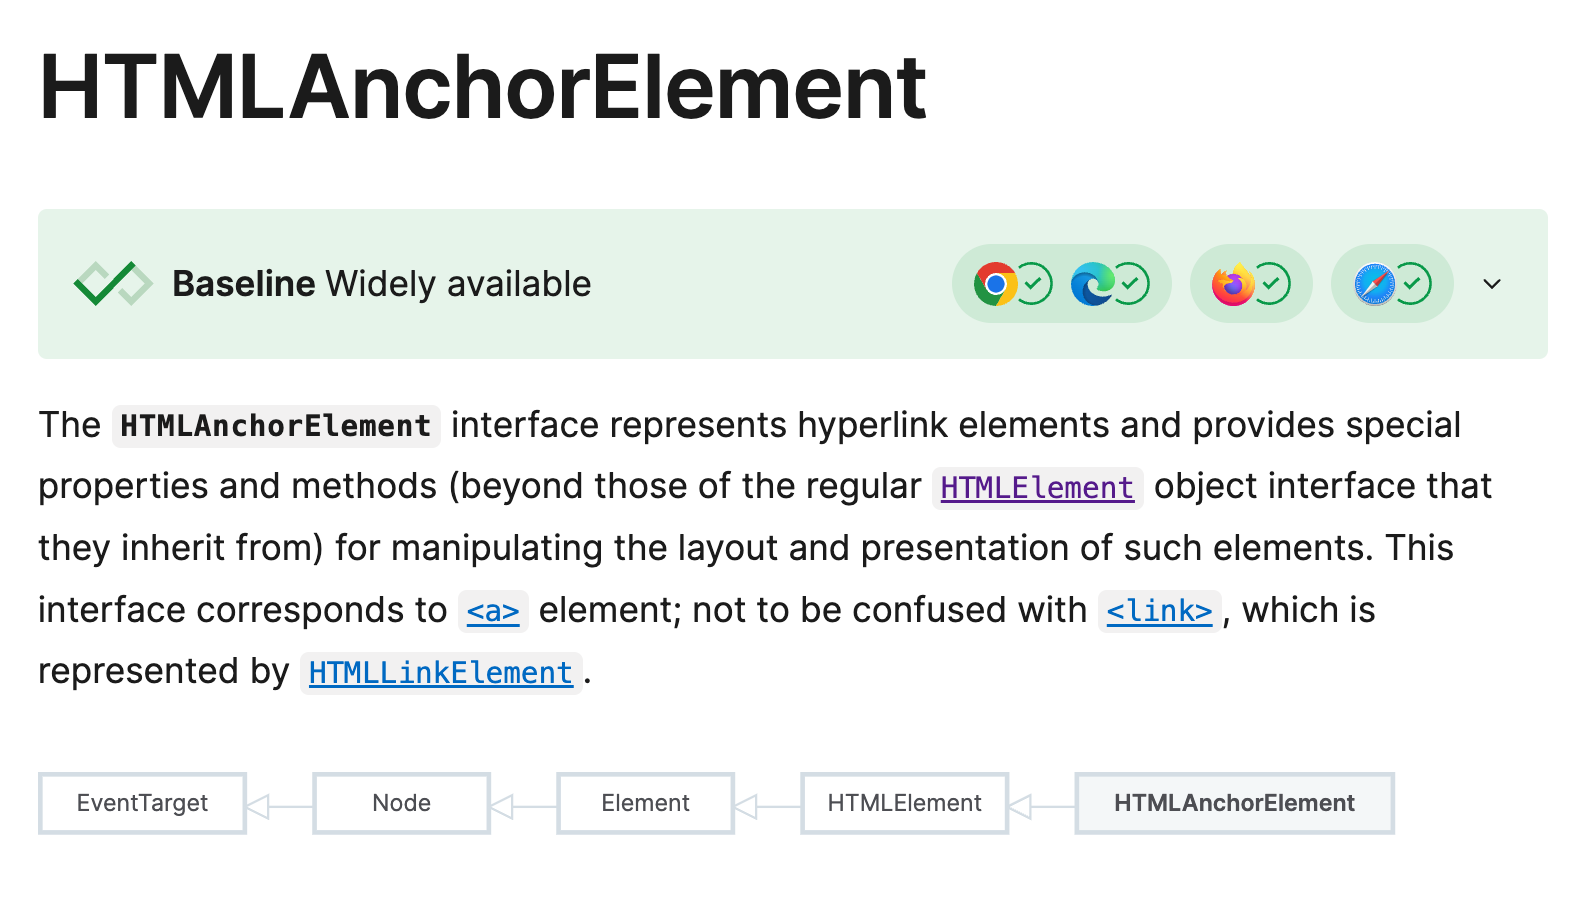 HTMLAnchorElement
Baseline Widely available
The HTMLAnchorElement interface represents hyperlink elements and provides special
properties and methods (beyond those of the regular HTMLElement object interface that
they inherit from) for manipulating the layout and presentation of such elements. This
interface corresponds to <a> element; not to be confused with <link>, which is
represented by HTMLLinkElement.
EventTarget Node Element HTMLElement HTMLAnchorElement